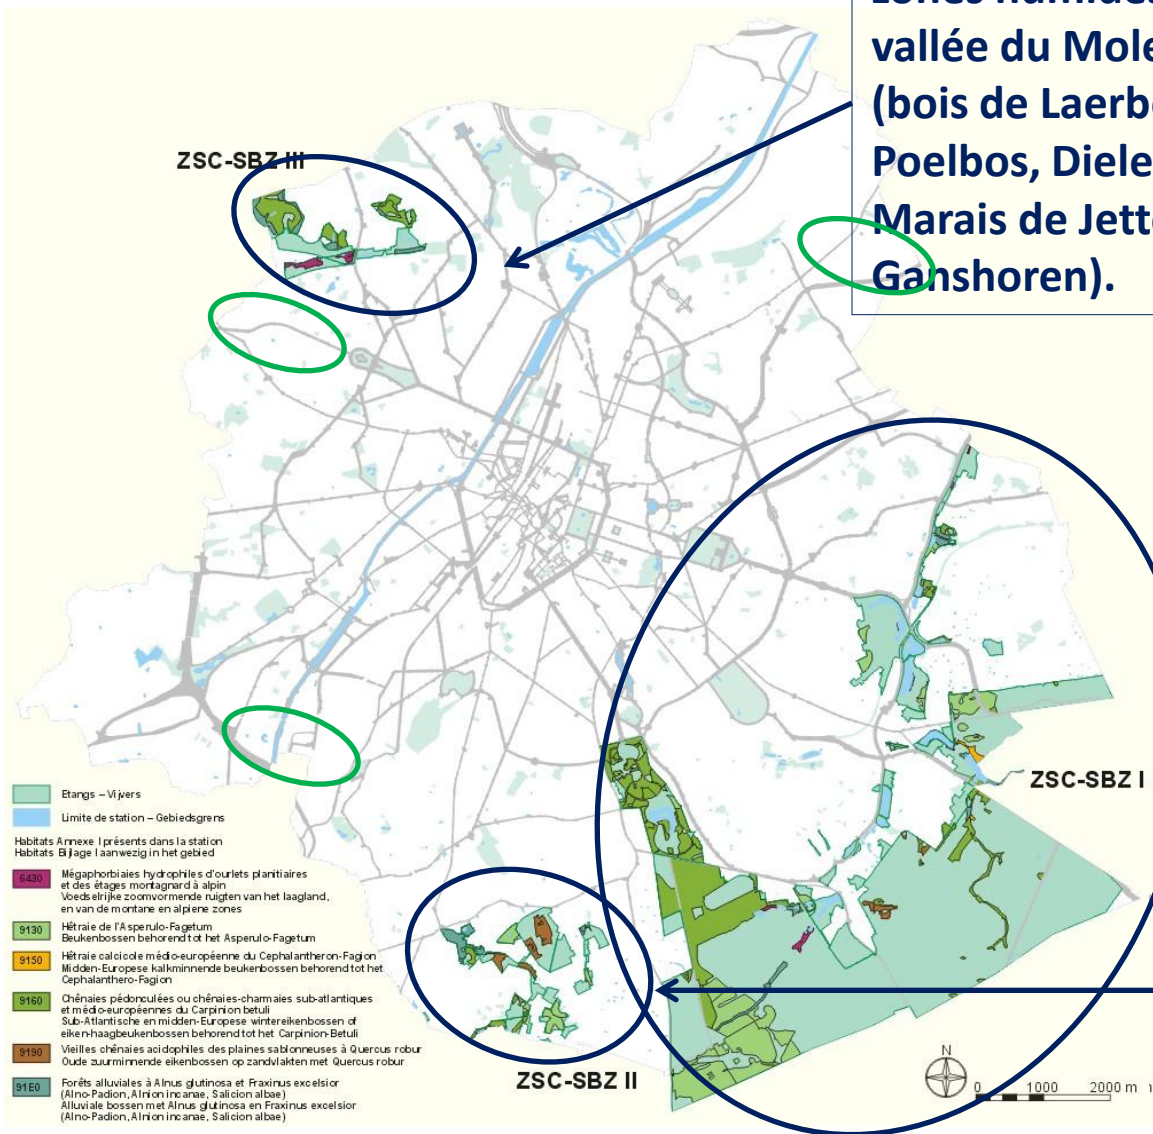 vallée du Mole
(bois de Laerb
Poelbos, Diele
Marais de Jett
Ganshoren).
ZSC-SBZ III
ZSC-SBZ I
ZSC-SBZ II
Etangs – Vijvers
Limite de station – Gebiedsgrens
Habitats Annexe I présents dans la station
Habitats Bijlage I aanwezig in het gebied
6430 Mégaphorbiaies hydrophiles d'ourlets planitiaires
et des étages montagnard à alpin
Voedselrijke zoomvormende ruigten van het laagland,
en van de montane en alpiene zones
9130 Hêtraie de l'Asperulo-Fagetum
Beukenbossen behorend tot het Asperulo-Fagetum
9150 Hêtraie calcicole médio-européenne du Cephalantheron-Fagion
Midden-Europese kalkminnende beukenbossen behorend tot het
Cephalanthero-Fagion
9160 Chênaies pédonculées ou chênaies-charmaies sub-atlantiques
et médio-européennes du Carpinion betuli
Sub-Atlantische en midden-Europese wintereikenbossen of
eiken-haagbeukenbossen behorend tot het Carpinion-Betuli
9190 Vieilles chênaies acidophiles des plaines sablonneuses à Quercus robur
Oude zuurminnende eikenbossen op zandvlakten met Quercus robur
91E0 Forêts alluviales à Alnus glutinosa et Fraxinus excelsior
(Alno-Padion, Alnion incanae, Salicion albae)
Alluviale bossen met Alnus glutinosa en Fraxinus excelsior
(Alno-Padion, Alnion incanae, Salicion albae)
N
0 1000 2000 m